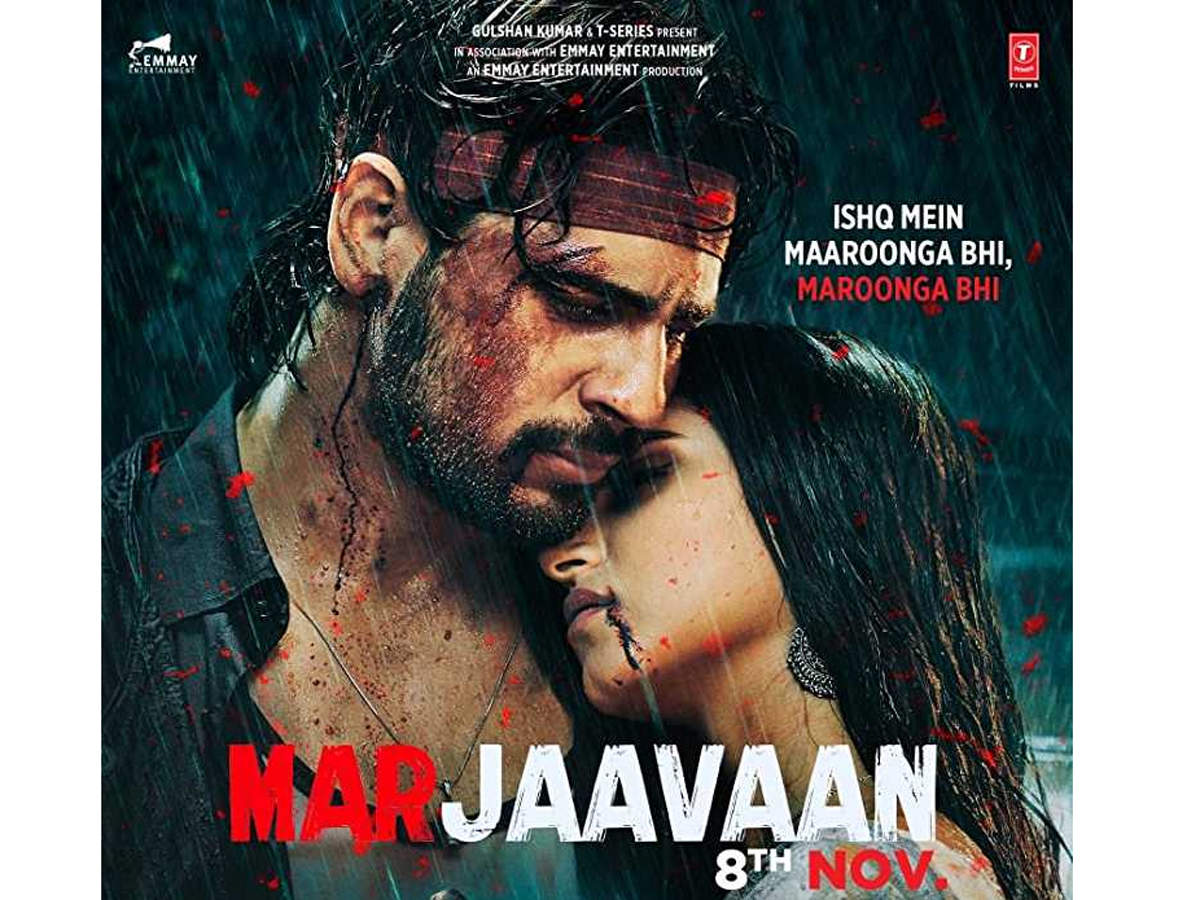 GULSHAN KUMAR & T-SERIES PRESENT
IN ASSOCIATION WITH EMMAY ENTERTAINMENT
AN EMMAY ENTERTAINMENT PRODUCTION
EMMAY
ENTERTAINMENT
T
FILMS
ISHQ MEIN
MAAROONGA BHI,
MAROONGA BHI
MARJAAVAAN
8TH NOV.